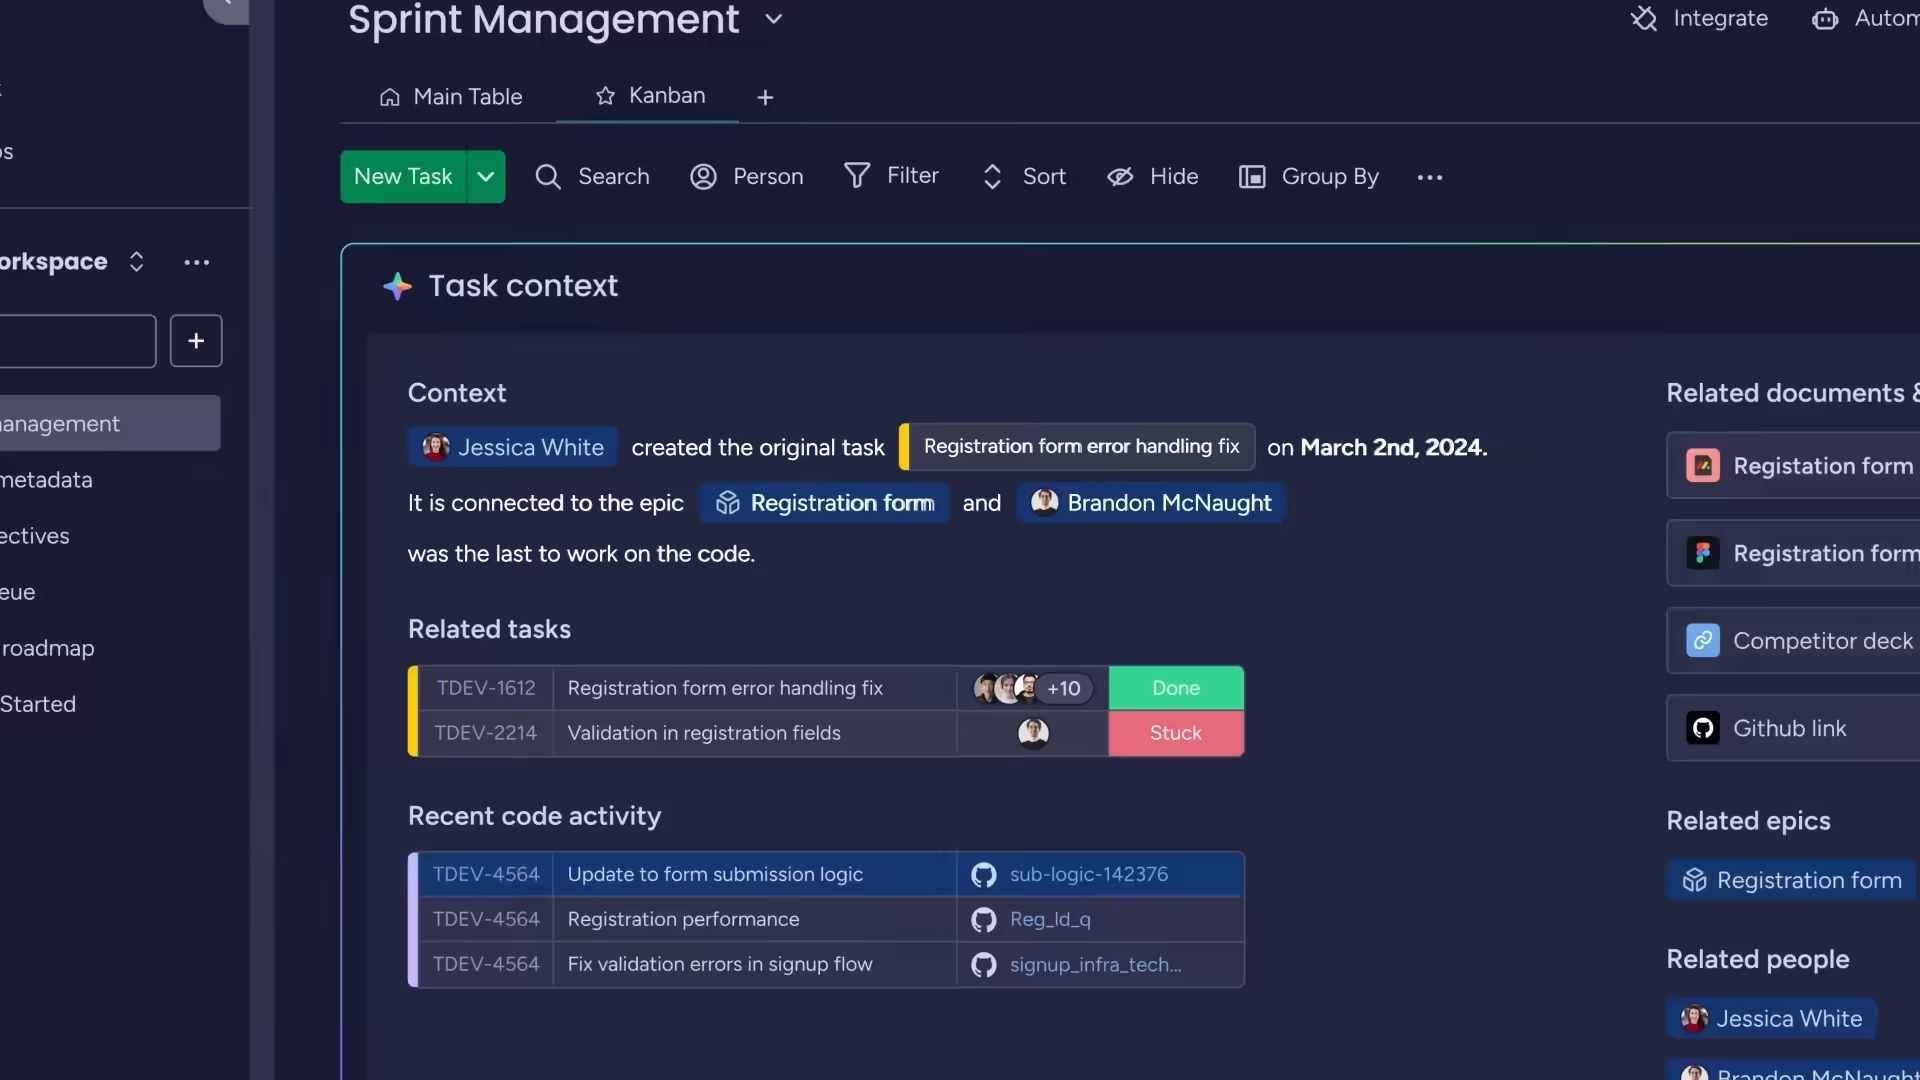 Sprint Management
Integrate
Autom
Main Table
Kanban
+
New Task
Search
Person
Filter
Sort
Hide
Group By
...
os
orkspace
+
anagement
metadata
ectives
eue
roadmap
Started
Task context
Context
Jessica White created the original task Registration form error handling fix on March 2nd, 2024.
It is connected to the epic Registration form and Brandon McNaught
was the last to work on the code.
Related tasks
TDEV-1612 Registration form error handling fix +10 Done
TDEV-2214 Validation in registration fields Stuck
Recent code activity
TDEV-4564 Update to form submission logic sub-logic-142376
TDEV-4564 Registration performance Reg_ld_q
TDEV-4564 Fix validation errors in signup flow signup_infra_tech...
Related documents &
Registation form
Registration form
Competitor deck
Github link
Related epics
Registration form
Related people
Jessica White
Brandon McNaught